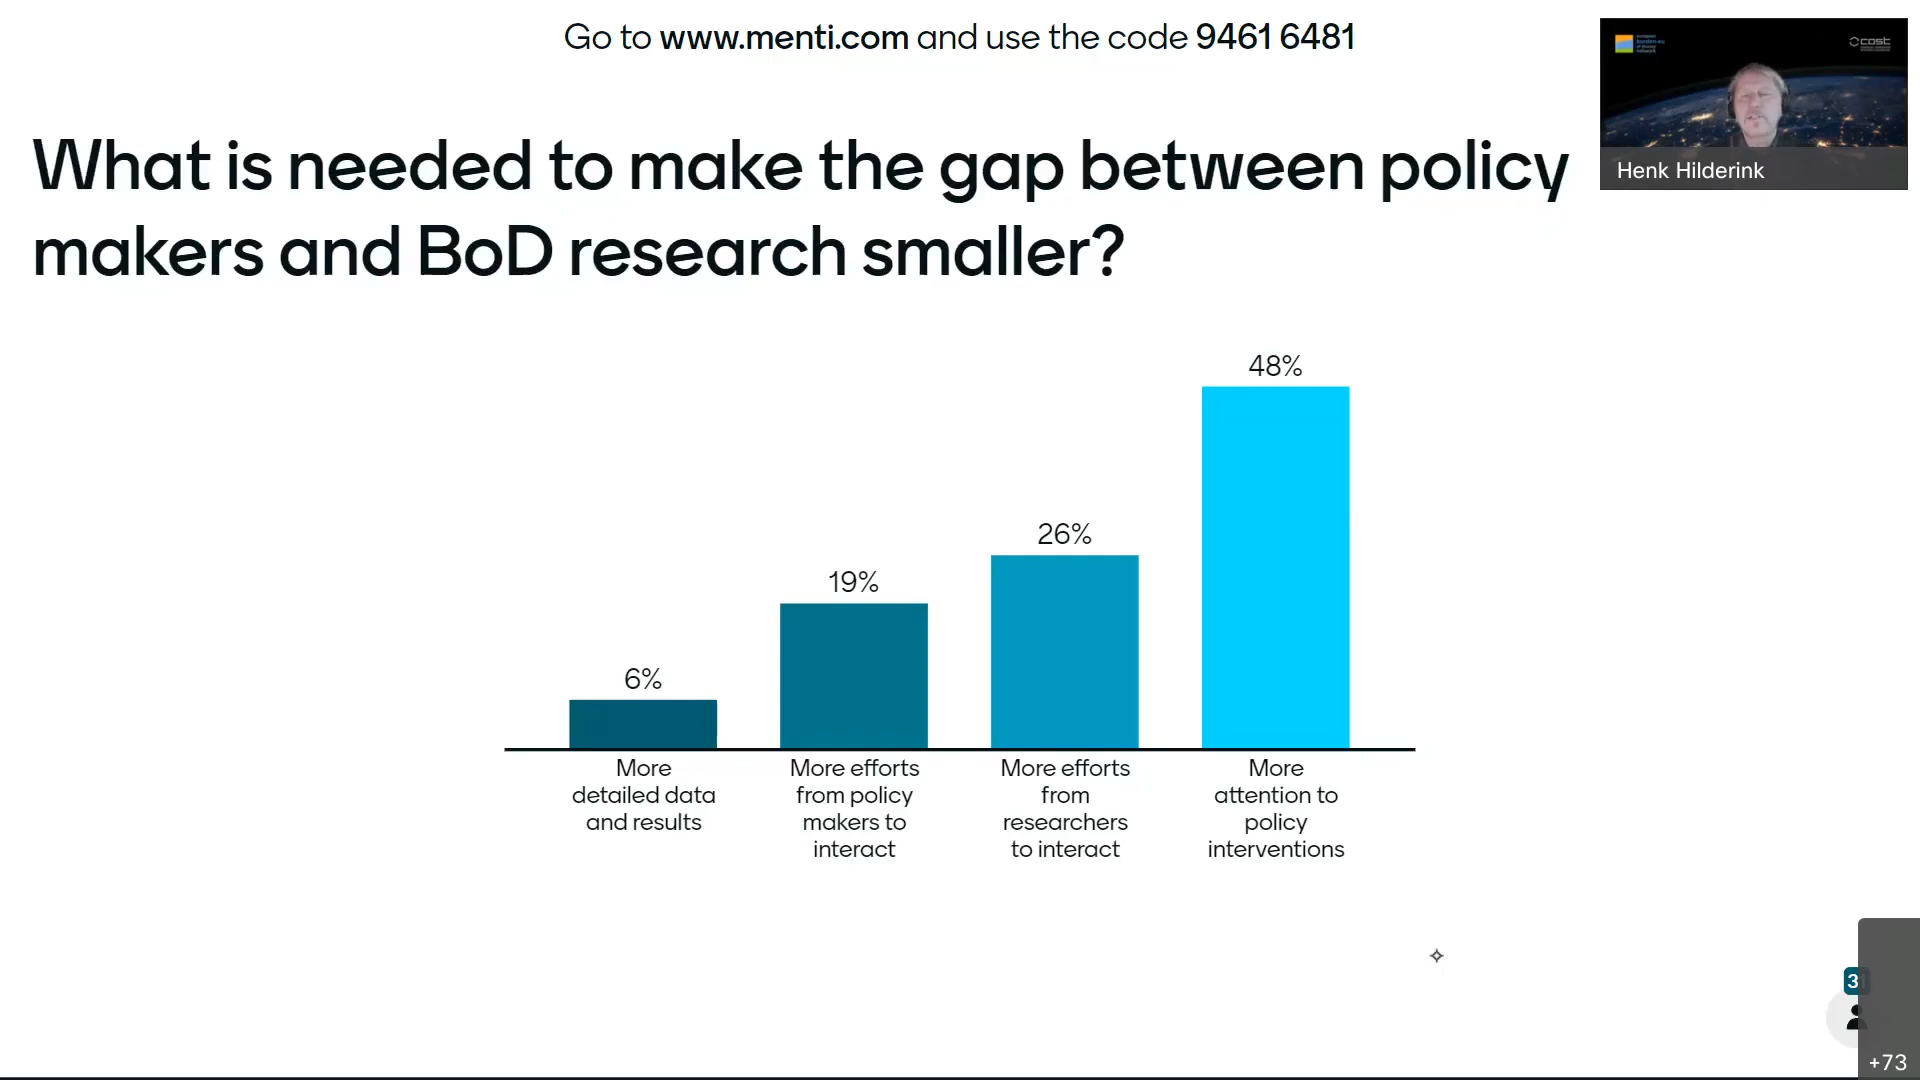 Go to www.menti.com and use the code 9461 6481
What is needed to make the gap between policy
makers and BoD research smaller?
Henk Hilderink
cost
48%
26%
19%
6%
More
detailed data
and results
More efforts
from policy
makers to
interact
More efforts
from
researchers
to interact
More
attention to
policy
interventions
+73